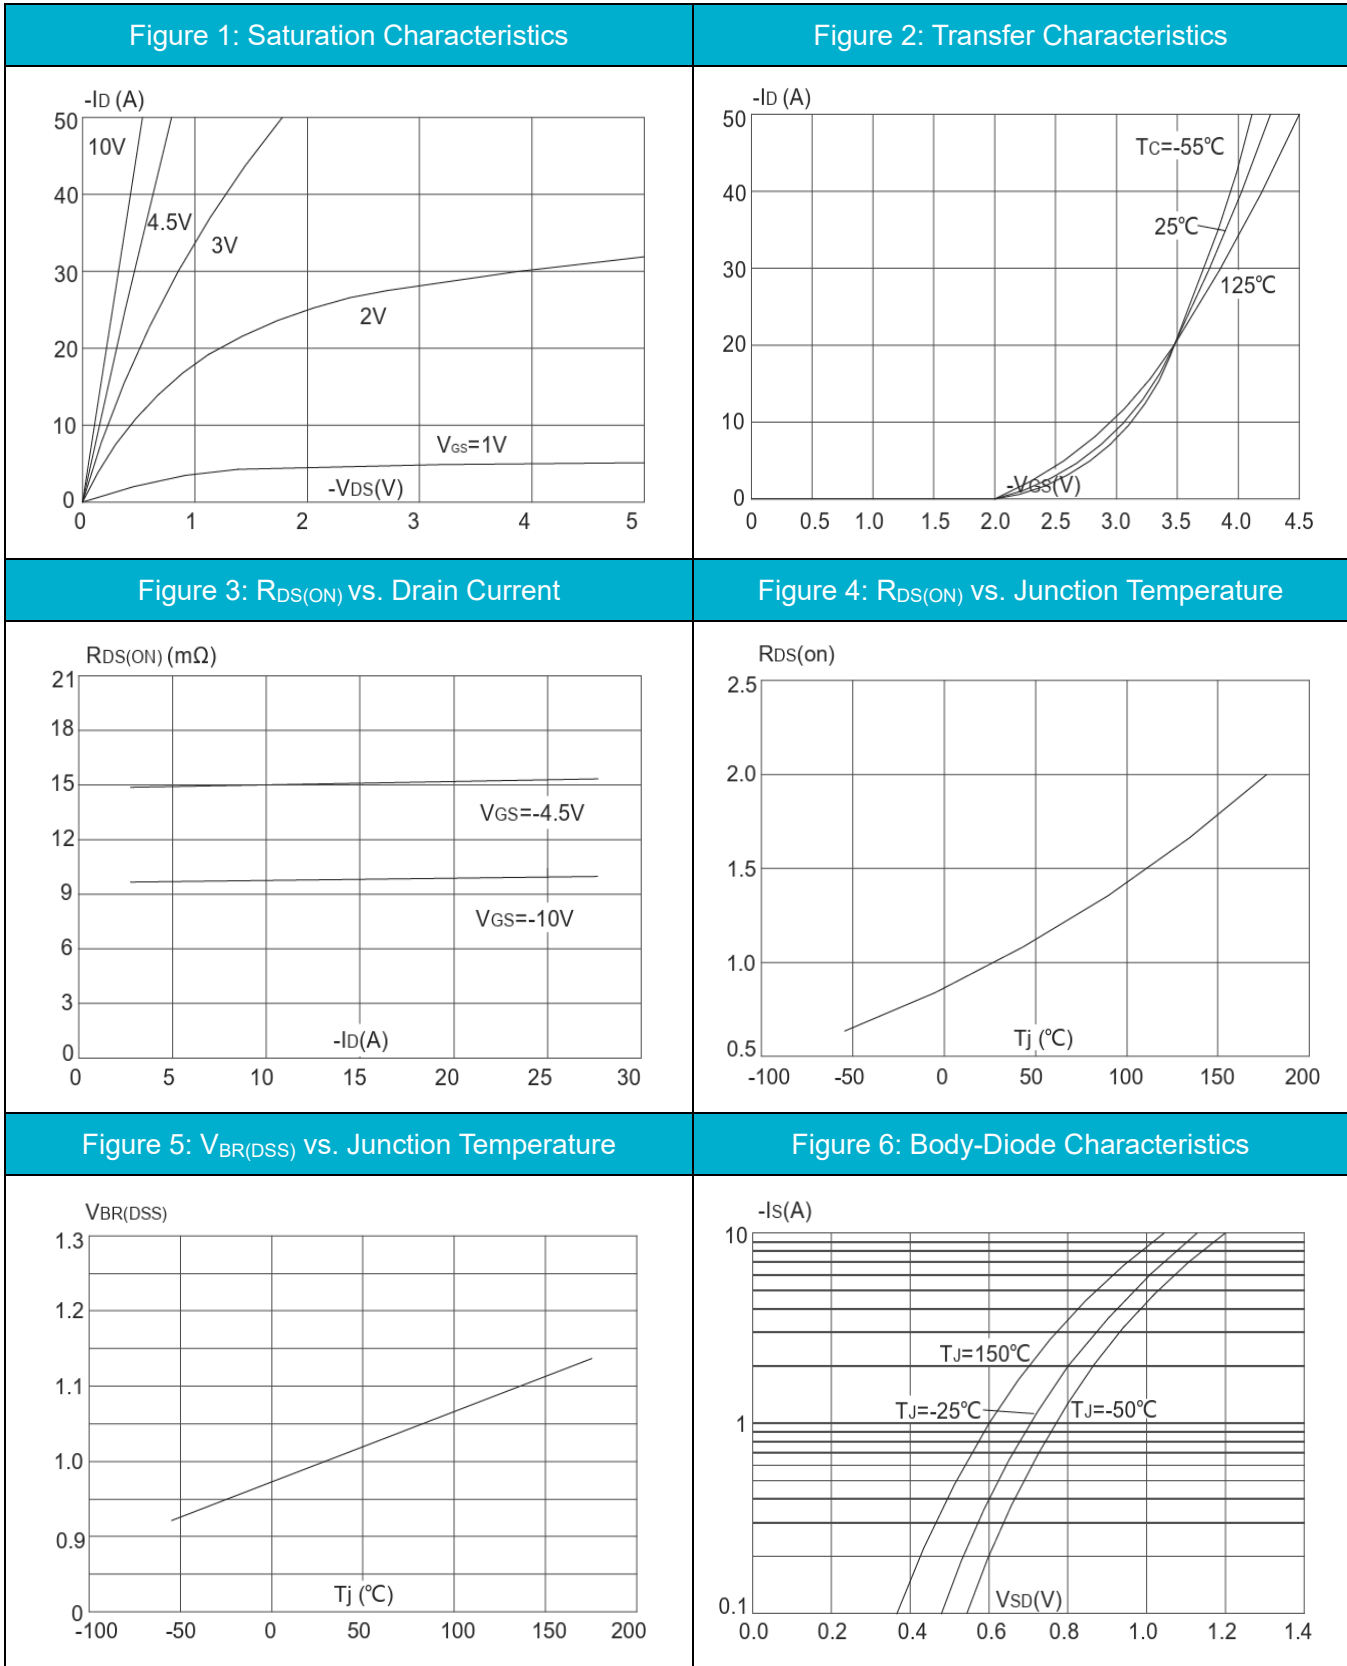 Figure 1: Saturation Characteristics
-ID (A)
50
10V
40
4.5V
3V
30
2V
20
10
VGS=1V
-VDS(V)
0
0 1 2 3 4 5
Figure 2: Transfer Characteristics
-ID (A)
50
TC=-55℃
40
25℃
30
125℃
20
10
-VGS(V)
0
0 0.5 1.0 1.5 2.0 2.5 3.0 3.5 4.0 4.5
Figure 3: RDS(ON) vs. Drain Current
RDS(ON) (mΩ)
21
18
15
VGS=-4.5V
12
9
VGS=-10V
6
3
-ID(A)
0
0 5 10 15 20 25 30
Figure 4: RDS(ON) vs. Junction Temperature
RDS(on)
2.5
2.0
1.5
1.0
Tj (℃)
0.5
-100 -50 0 50 100 150 200
Figure 5: VBR(DSS) vs. Junction Temperature
VBR(DSS)
1.3
1.2
1.1
1.0
0.9
Tj (℃)
0
-100 -50 0 50 100 150 200
Figure 6: Body-Diode Characteristics
-IS(A)
10
TJ=150℃
TJ=-25℃ TJ=-50℃
1
VSD(V)
0.1
0.0 0.2 0.4 0.6 0.8 1.0 1.2 1.4